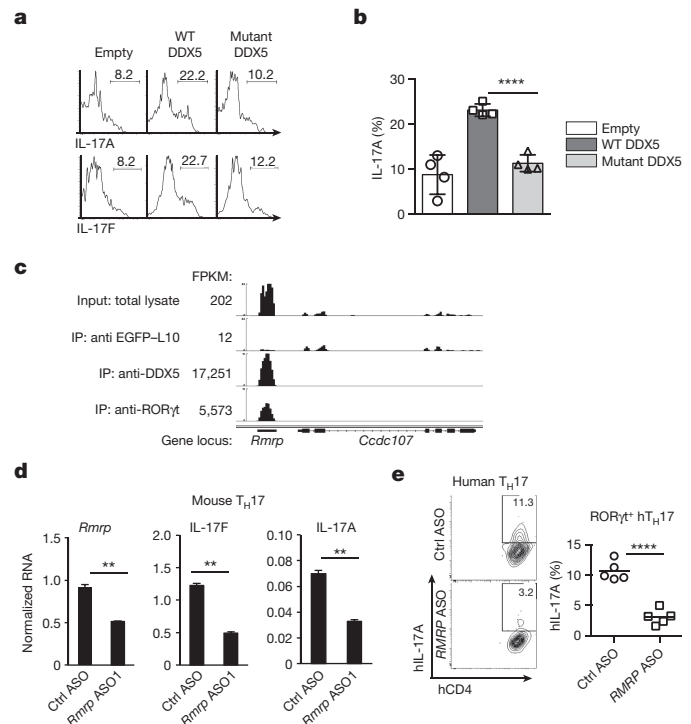 a
Empty
WT
DDX5
Mutant
DDX5
8.2
22.2
10.2
IL-17A
8.2
22.7
12.2
IL-17F
b
****
30
20
10
0
IL-17A (%)
Empty
WT DDX5
Mutant DDX5
c
FPKM:
Input: total lysate 202
IP: anti EGFP–L10 12
IP: anti-DDX5 17,251
IP: anti-RORγt 5,573
Gene locus: Rmrp Ccdc107
d
Mouse TH17
Normalized RNA
Rmrp
**
1.5
1.0
0.5
0
Ctrl ASO
Rmrp ASO1
IL-17F
**
2.0
1.5
1.0
0.5
0
Ctrl ASO
Rmrp ASO1
IL-17A
**
0.10
0.08
0.06
0.04
0.02
0
Ctrl ASO
Rmrp ASO1
e
Human TH17
Ctrl ASO
11.3
RMRP ASO
3.2
hIL-17A
hCD4
RORγt+ hTH17
****
15
10
5
0
hIL-17A (%)
Ctrl ASO
RMRP ASO